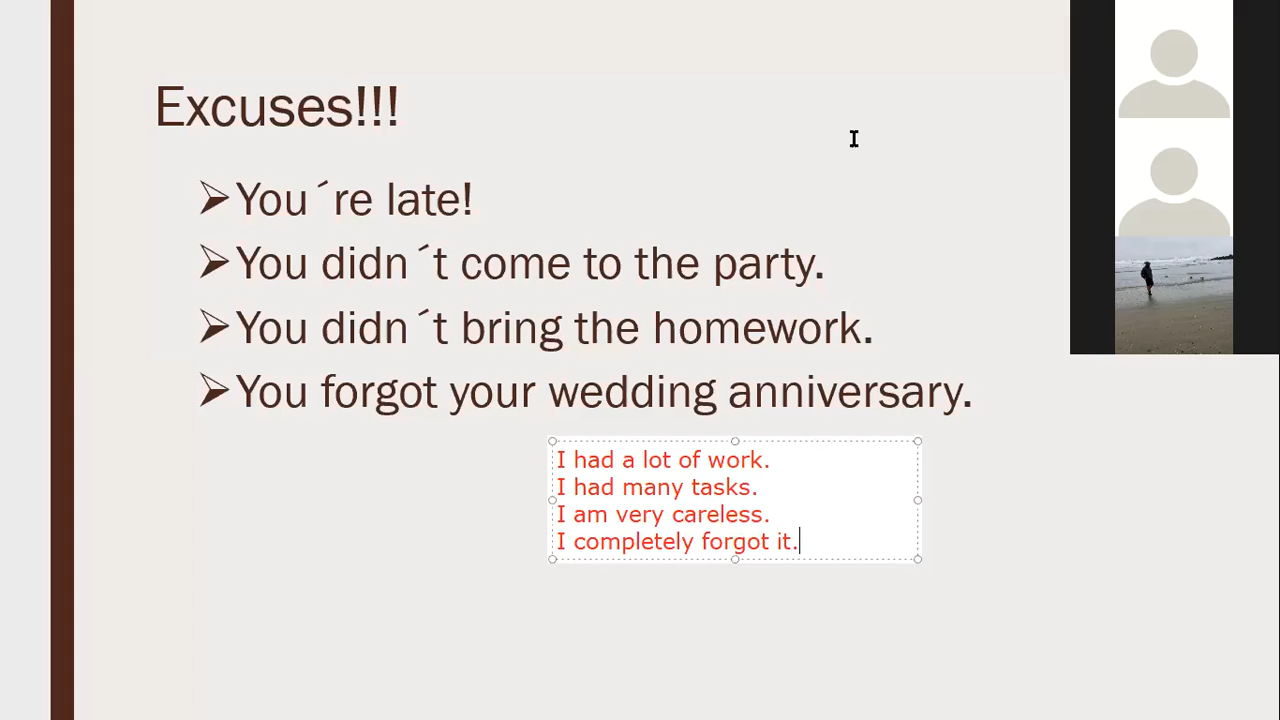 Excuses!!!
You´re late!
You didn´t come to the party.
You didn´t bring the homework.
You forgot your wedding anniversary.
I had a lot of work.
I had many tasks.
I am very careless.
I completely forgot it.